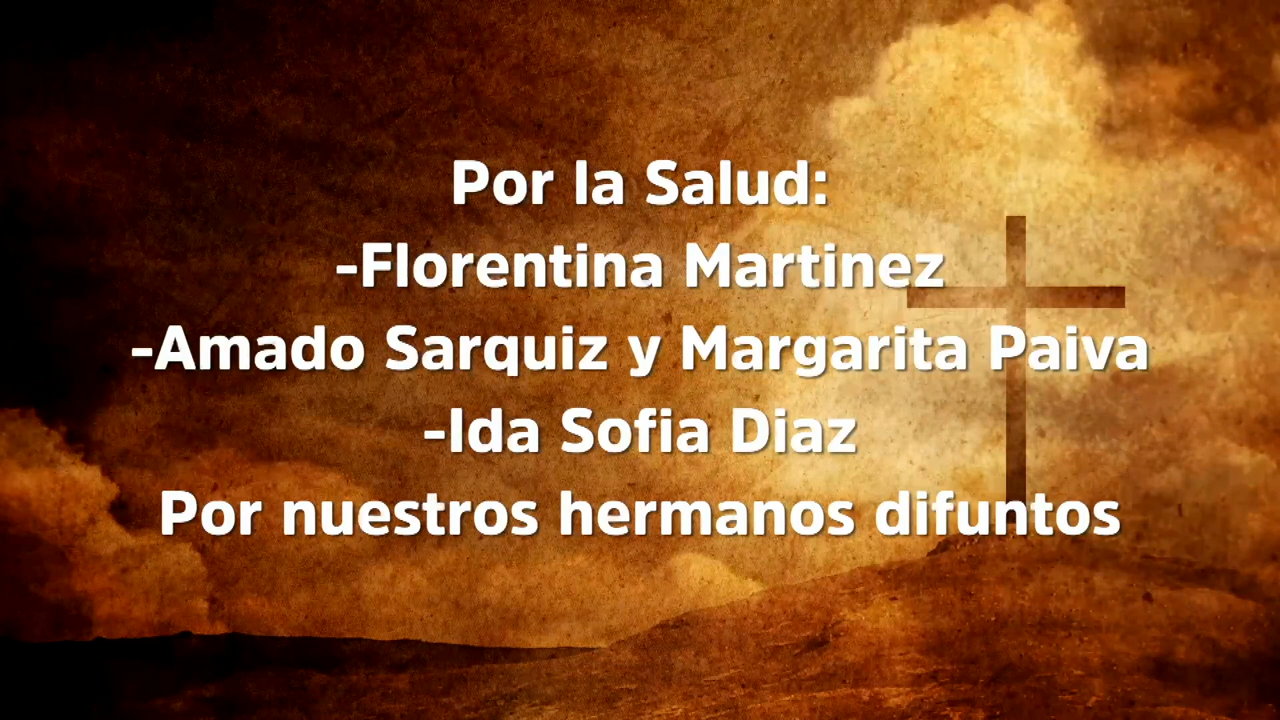 Por la Salud:
-Florentina Martinez
-Amado Sarquiz y Margarita Paiva
-Ida Sofia Diaz
Por nuestros hermanos difuntos